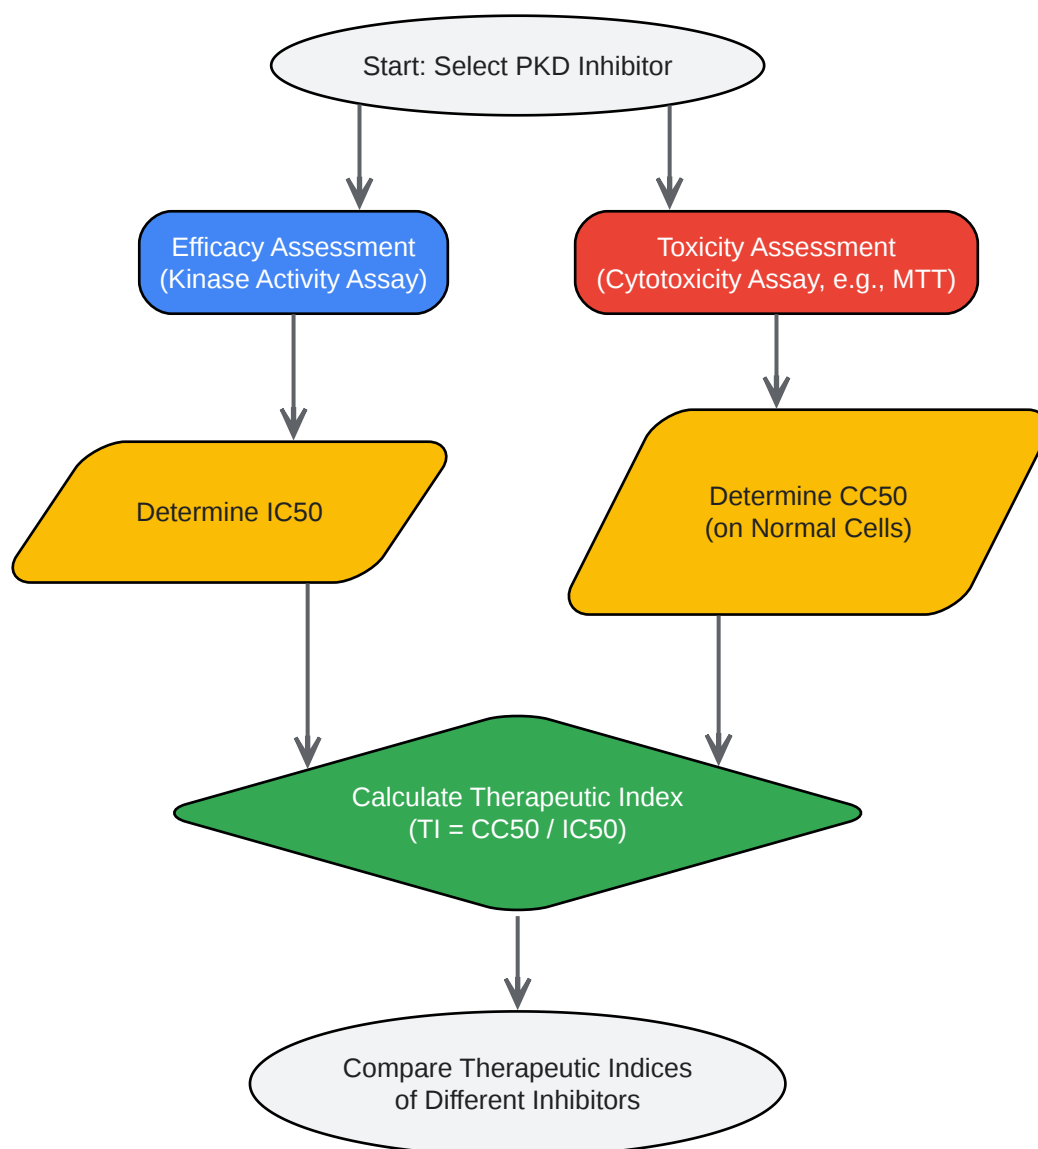 Start: Select PKD Inhibitor
Efficacy Assessment
(Kinase Activity Assay)
Toxicity Assessment
(Cytotoxicity Assay, e.g., MTT)
Determine IC50
Determine CC50
(on Normal Cells)
Calculate Therapeutic Index
(TI = CC50 / IC50)
Compare Therapeutic Indices
of Different Inhibitors